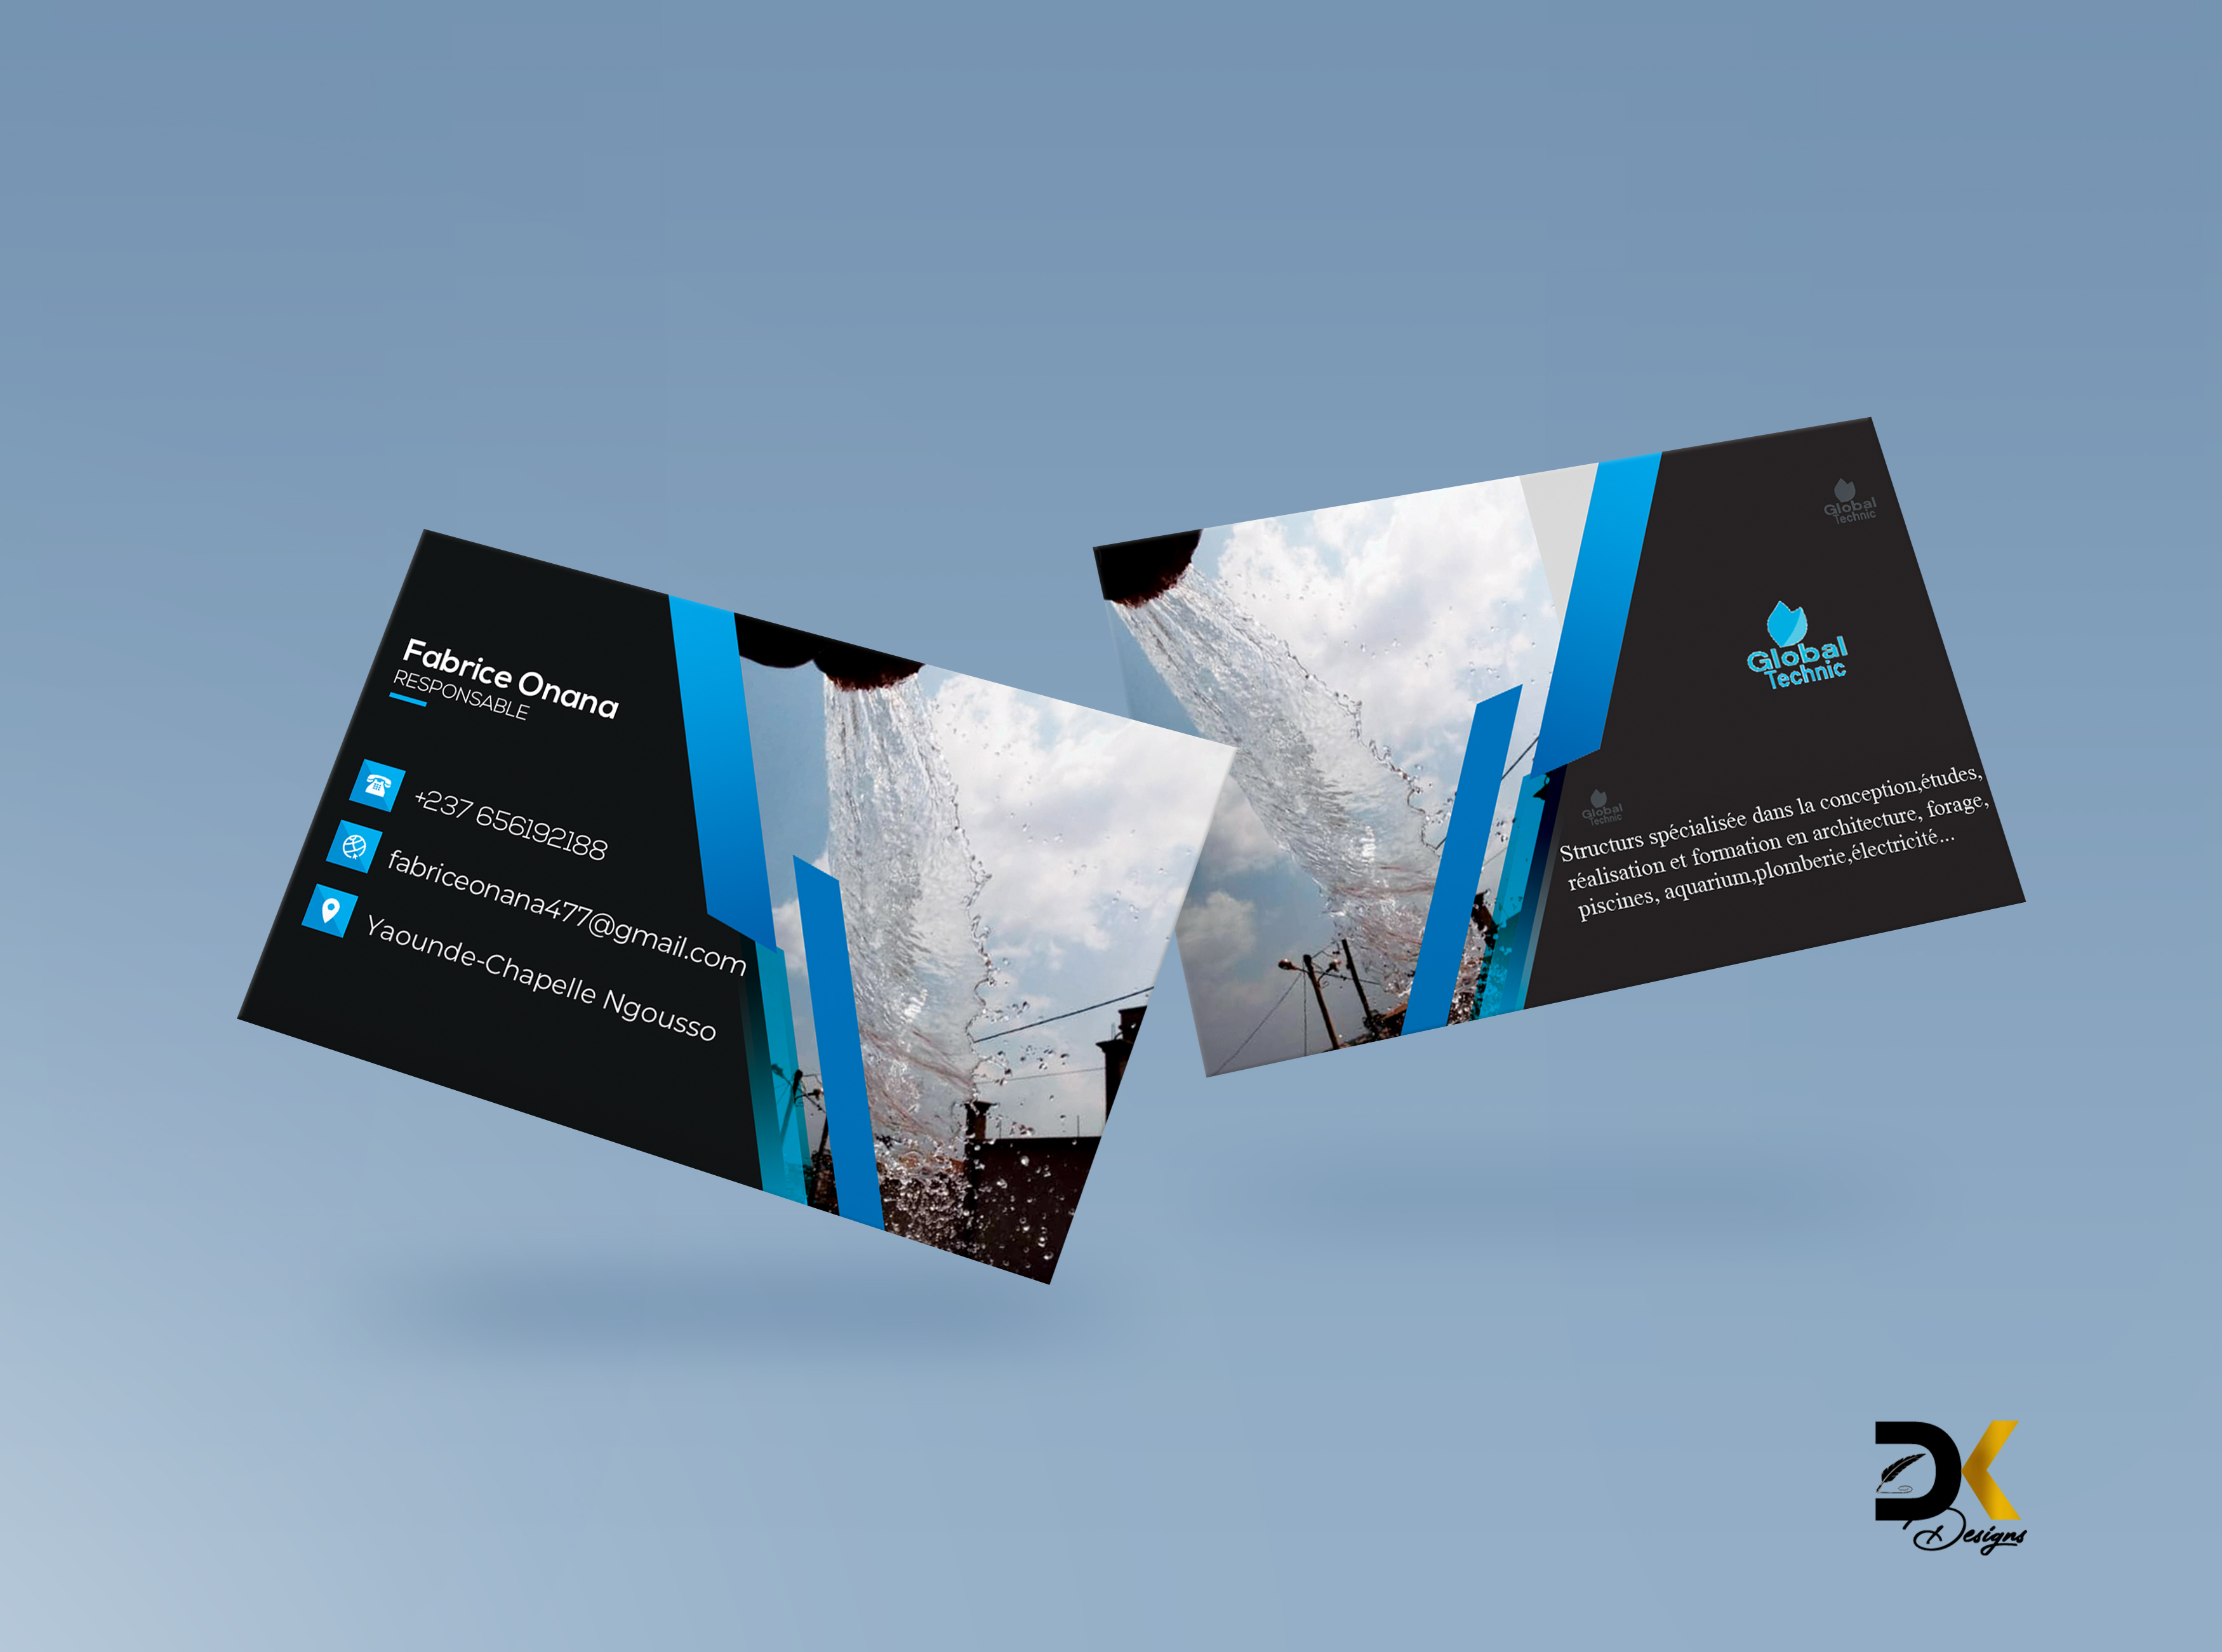 Fabrice Onana
RESPONSABLE
+237 656192188
fabriceonana477@gmail.com
Yaounde-Chapelle Ngousso
Global
Technic
Global
Technic
Global
Technic
Structurs spécialisée dans la conception,études,
réalisation et formation en architecture, forage,
piscines, aquarium,plomberie,électricité...
DK
Designs